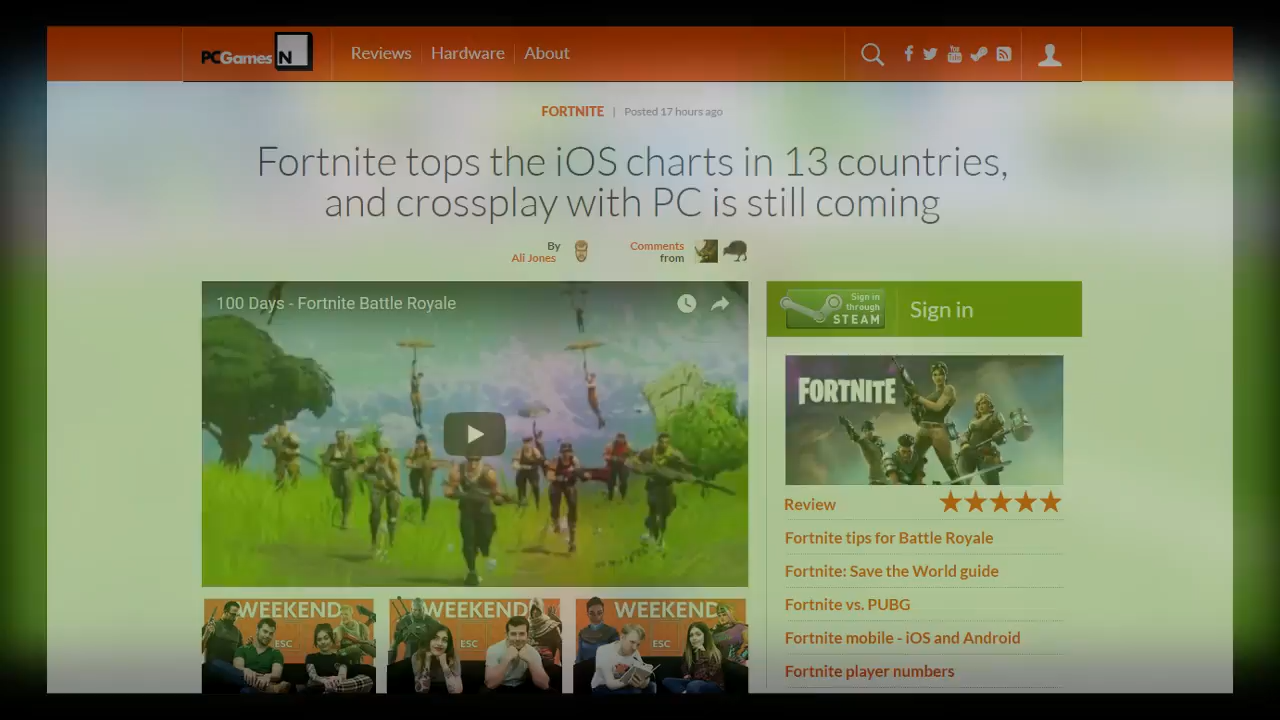 PCGamesN
Reviews
Hardware
About
FORTNITE | Posted 17 hours ago
Fortnite tops the iOS charts in 13 countries,
and crossplay with PC is still coming
By
Ali Jones
Comments
from
100 Days - Fortnite Battle Royale
Sign in
through
STEAM
Sign in
FORTNITE
Review
Fortnite tips for Battle Royale
Fortnite: Save the World guide
Fortnite vs. PUBG
Fortnite mobile - iOS and Android
Fortnite player numbers
WEEKEND
ESC
WEEKEND
ESC
WEEKEND
ESC